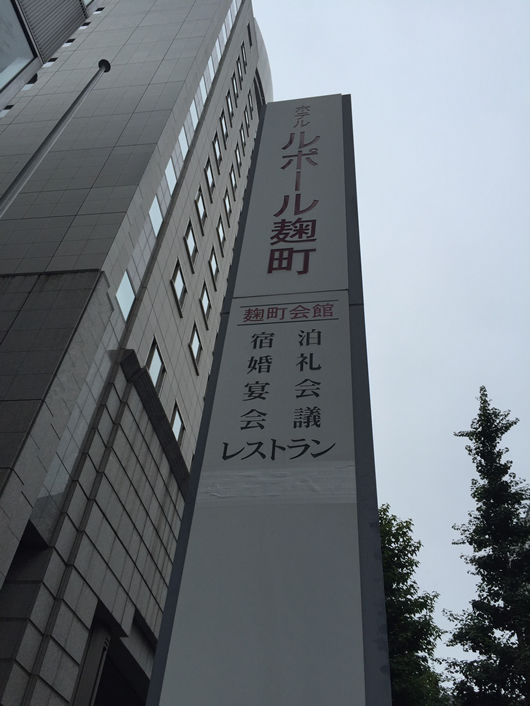 ホテル
ルポール麹町
麹町会館
宿泊
婚礼
宴会
会議
レストラン